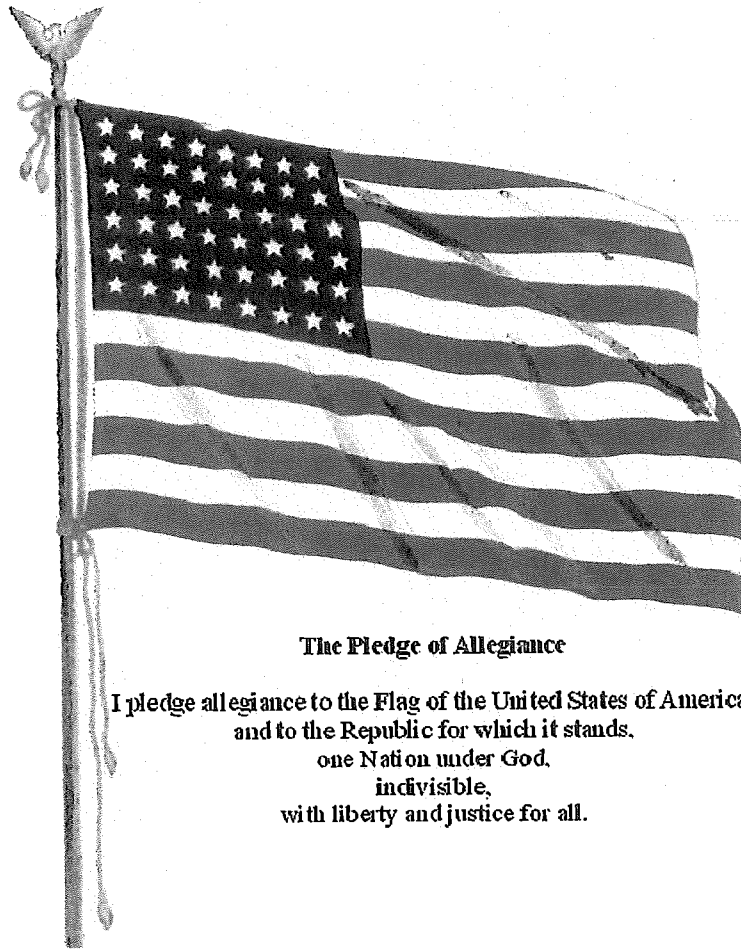 The Pledge of Allegiance
I pledge allegiance to the Flag of the United States of America
and to the Republic for which it stands,
one Nation under God,
indivisible,
with liberty and justice for all.